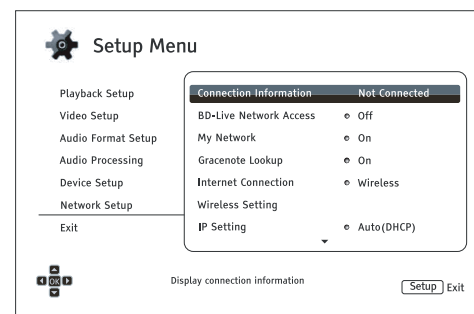 Setup Menu
Playback Setup
Video Setup
Audio Format Setup
Audio Processing
Device Setup
Network Setup
Exit
Connection Information Not Connected
BD-Live Network Access Off
My Network On
Gracenote Lookup On
Internet Connection Wireless
Wireless Setting
IP Setting Auto(DHCP)
OK
Display connection information
Setup Exit